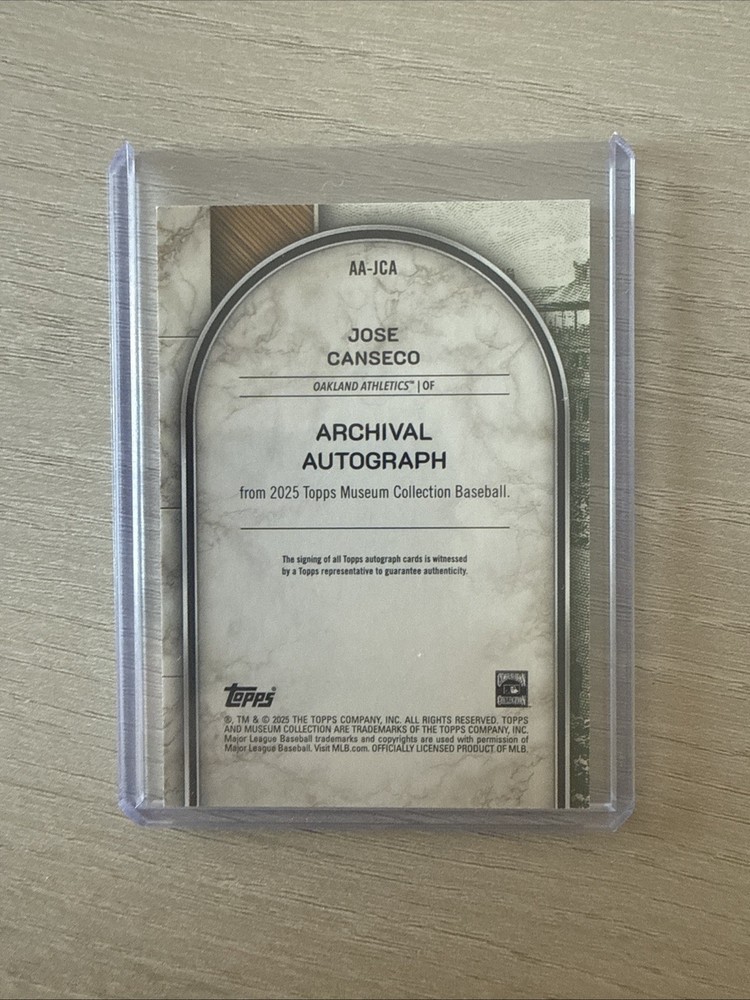 AA-JCA
JOSE
CANSECO
OAKLAND ATHLETICS™ | OF
ARCHIVAL
AUTOGRAPH
from 2025 Topps Museum Collection Baseball.
The signing of all Topps autograph cards is witnessed
by a Topps representative to guarantee authenticity.
topps®
COOPERSTOWN
COLLECTION
®, TM & © 2025 THE TOPPS COMPANY, INC. ALL RIGHTS RESERVED. TOPPS
AND MUSEUM COLLECTION ARE TRADEMARKS OF THE TOPPS COMPANY, INC.
Major League Baseball trademarks and copyrights are used with permission of
Major League Baseball. Visit MLB.com. OFFICIALLY LICENSED PRODUCT OF MLB.